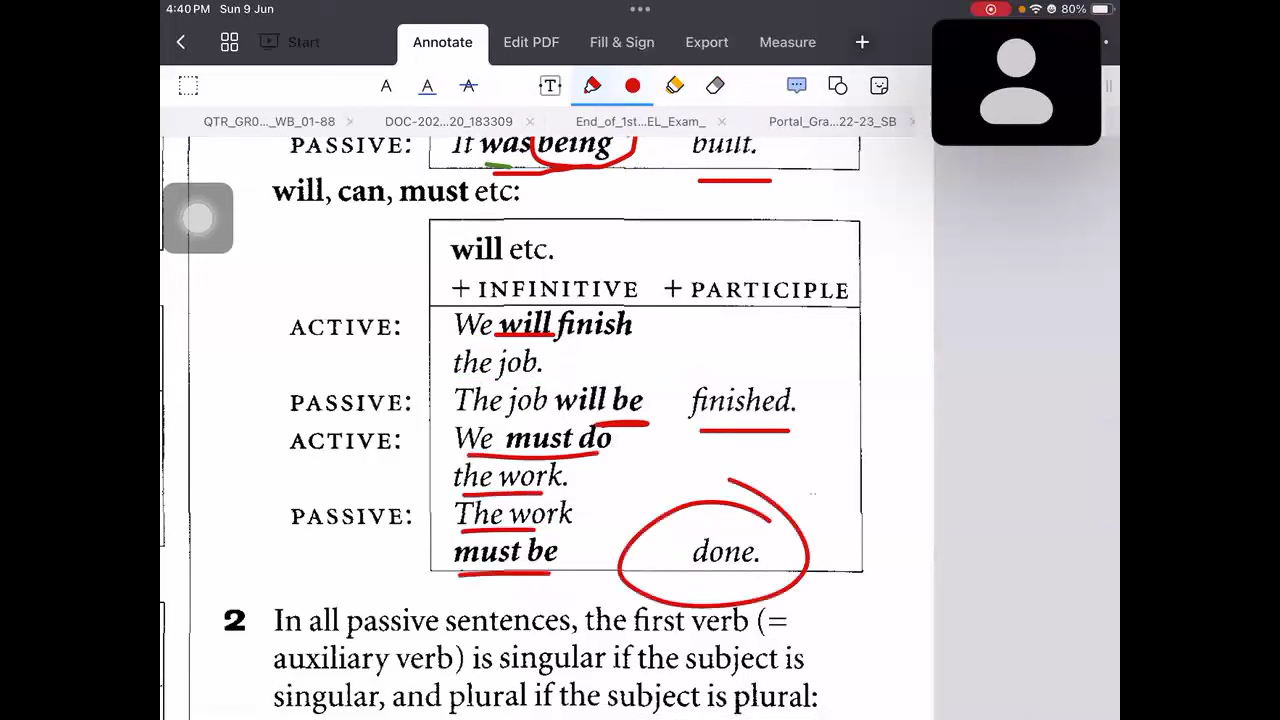 4:40 PM Sun 9 Jun
80%
Start
Annotate
Edit PDF
Fill & Sign
Export
Measure
A A A T
QTR_GR0..._WB_01-88
DOC-202...20_183309
End_of_1st...EL_Exam_
Portal_Gra...22-23_SB
PASSIVE: It was being built.
will, can, must etc:
will etc.
+ INFINITIVE + PARTICIPLE
ACTIVE: We will finish
the job.
PASSIVE: The job will be finished.
ACTIVE: We must do
the work.
PASSIVE: The work
must be done.
2 In all passive sentences, the first verb (=
auxiliary verb) is singular if the subject is
singular, and plural if the subject is plural: